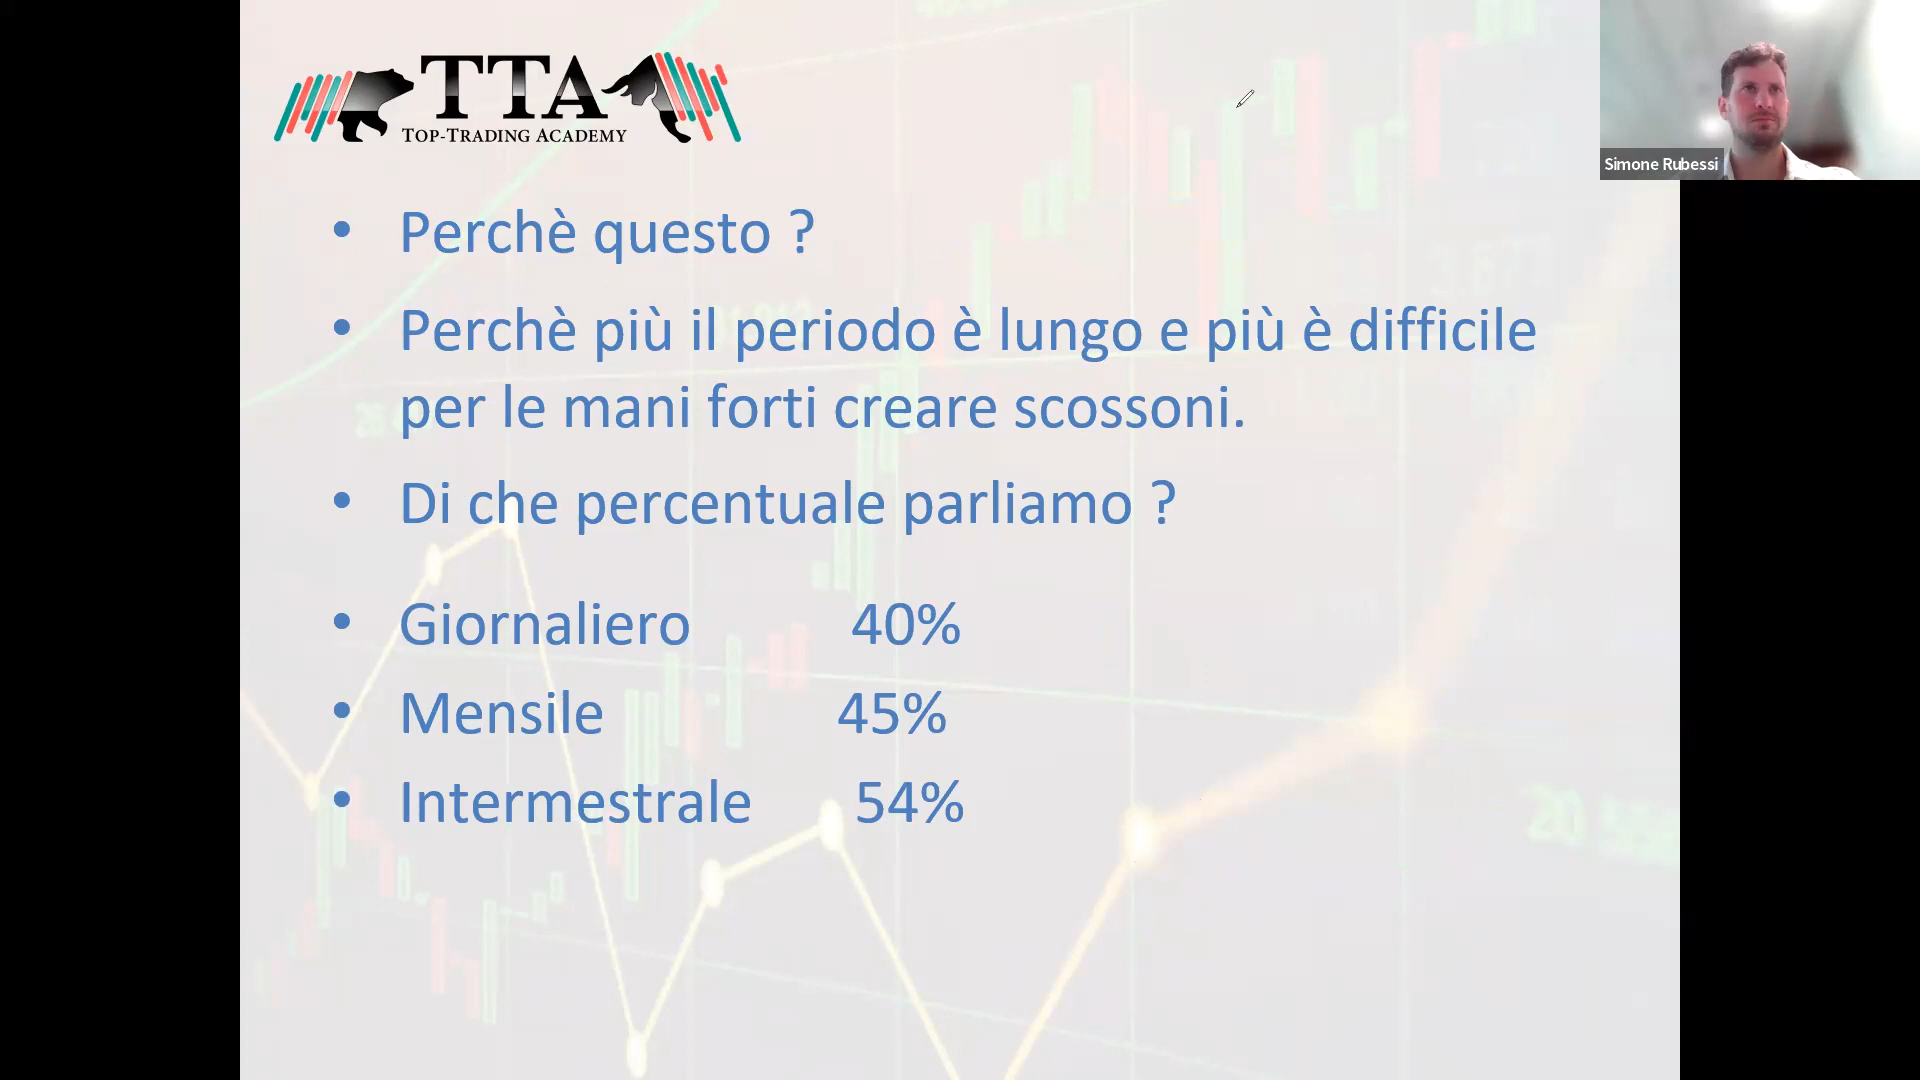 TTA
TOP-TRADING ACADEMY
Simone Rubessi
Perchè questo ?
Perchè più il periodo è lungo e più è difficile
per le mani forti creare scossoni.
Di che percentuale parliamo ?
Giornaliero 40%
Mensile 45%
Intermestrale 54%